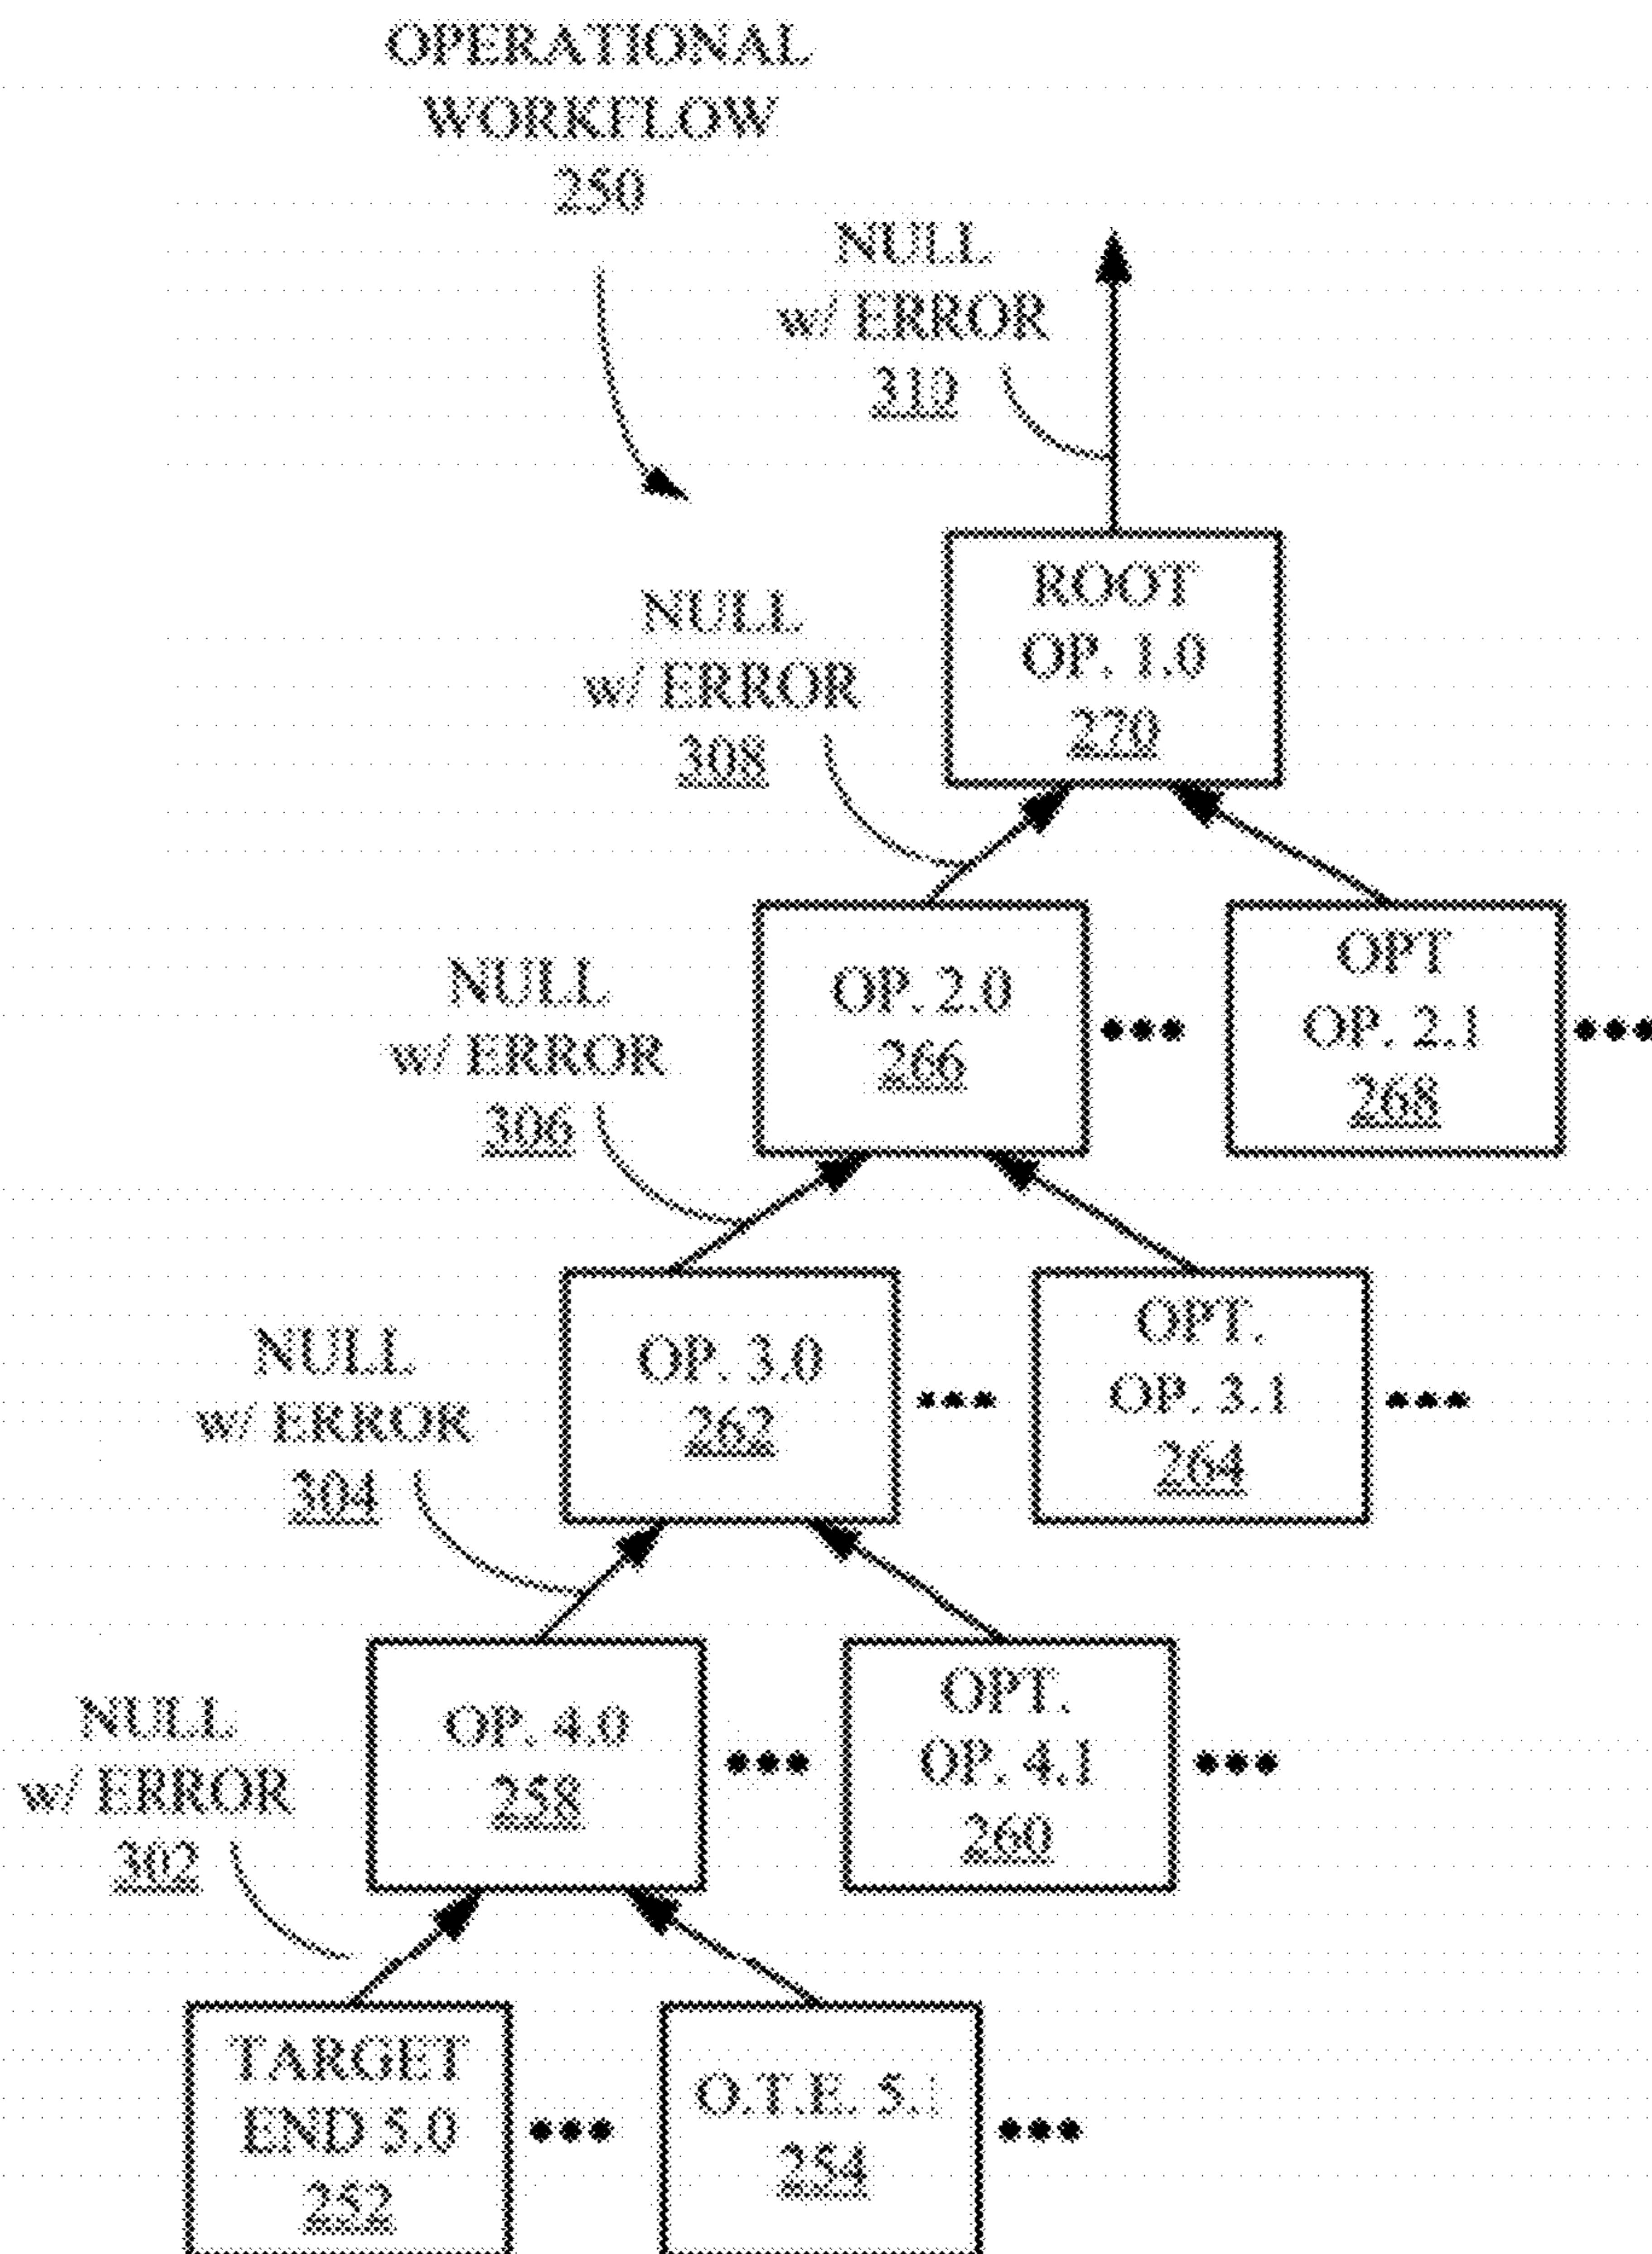 OPERATIONAL
WORKFLOW
250
NULL
w/ ERROR
310
ROOT
OP. 1.0
270
NULL
w/ ERROR
308
OP. 2.0
266
OPT
OP. 2.1
268
NULL
w/ ERROR
306
OP. 3.0
262
OPT.
OP. 3.1
264
NULL
w/ ERROR
304
OP. 4.0
258
OPT.
OP. 4.1
260
NULL
w/ ERROR
302
TARGET
END 5.0
252
O.T.E. 5.1
254